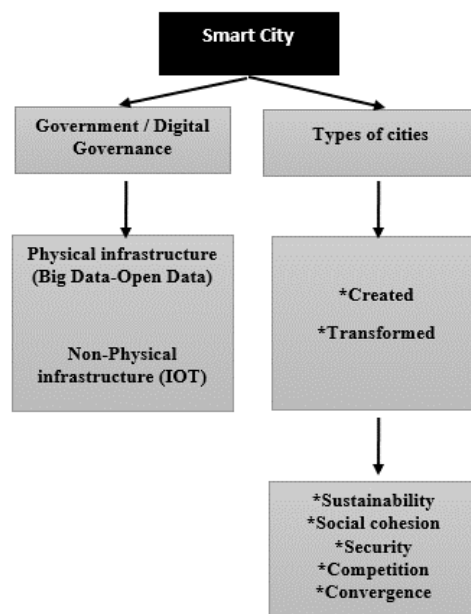 Smart City
Government / Digital
Governance
Types of cities
Physical infrastructure
(Big Data-Open Data)
Non-Physical
infrastructure (IOT)
*Created
*Transformed
*Sustainability
*Social cohesion
*Security
*Competition
*Convergence